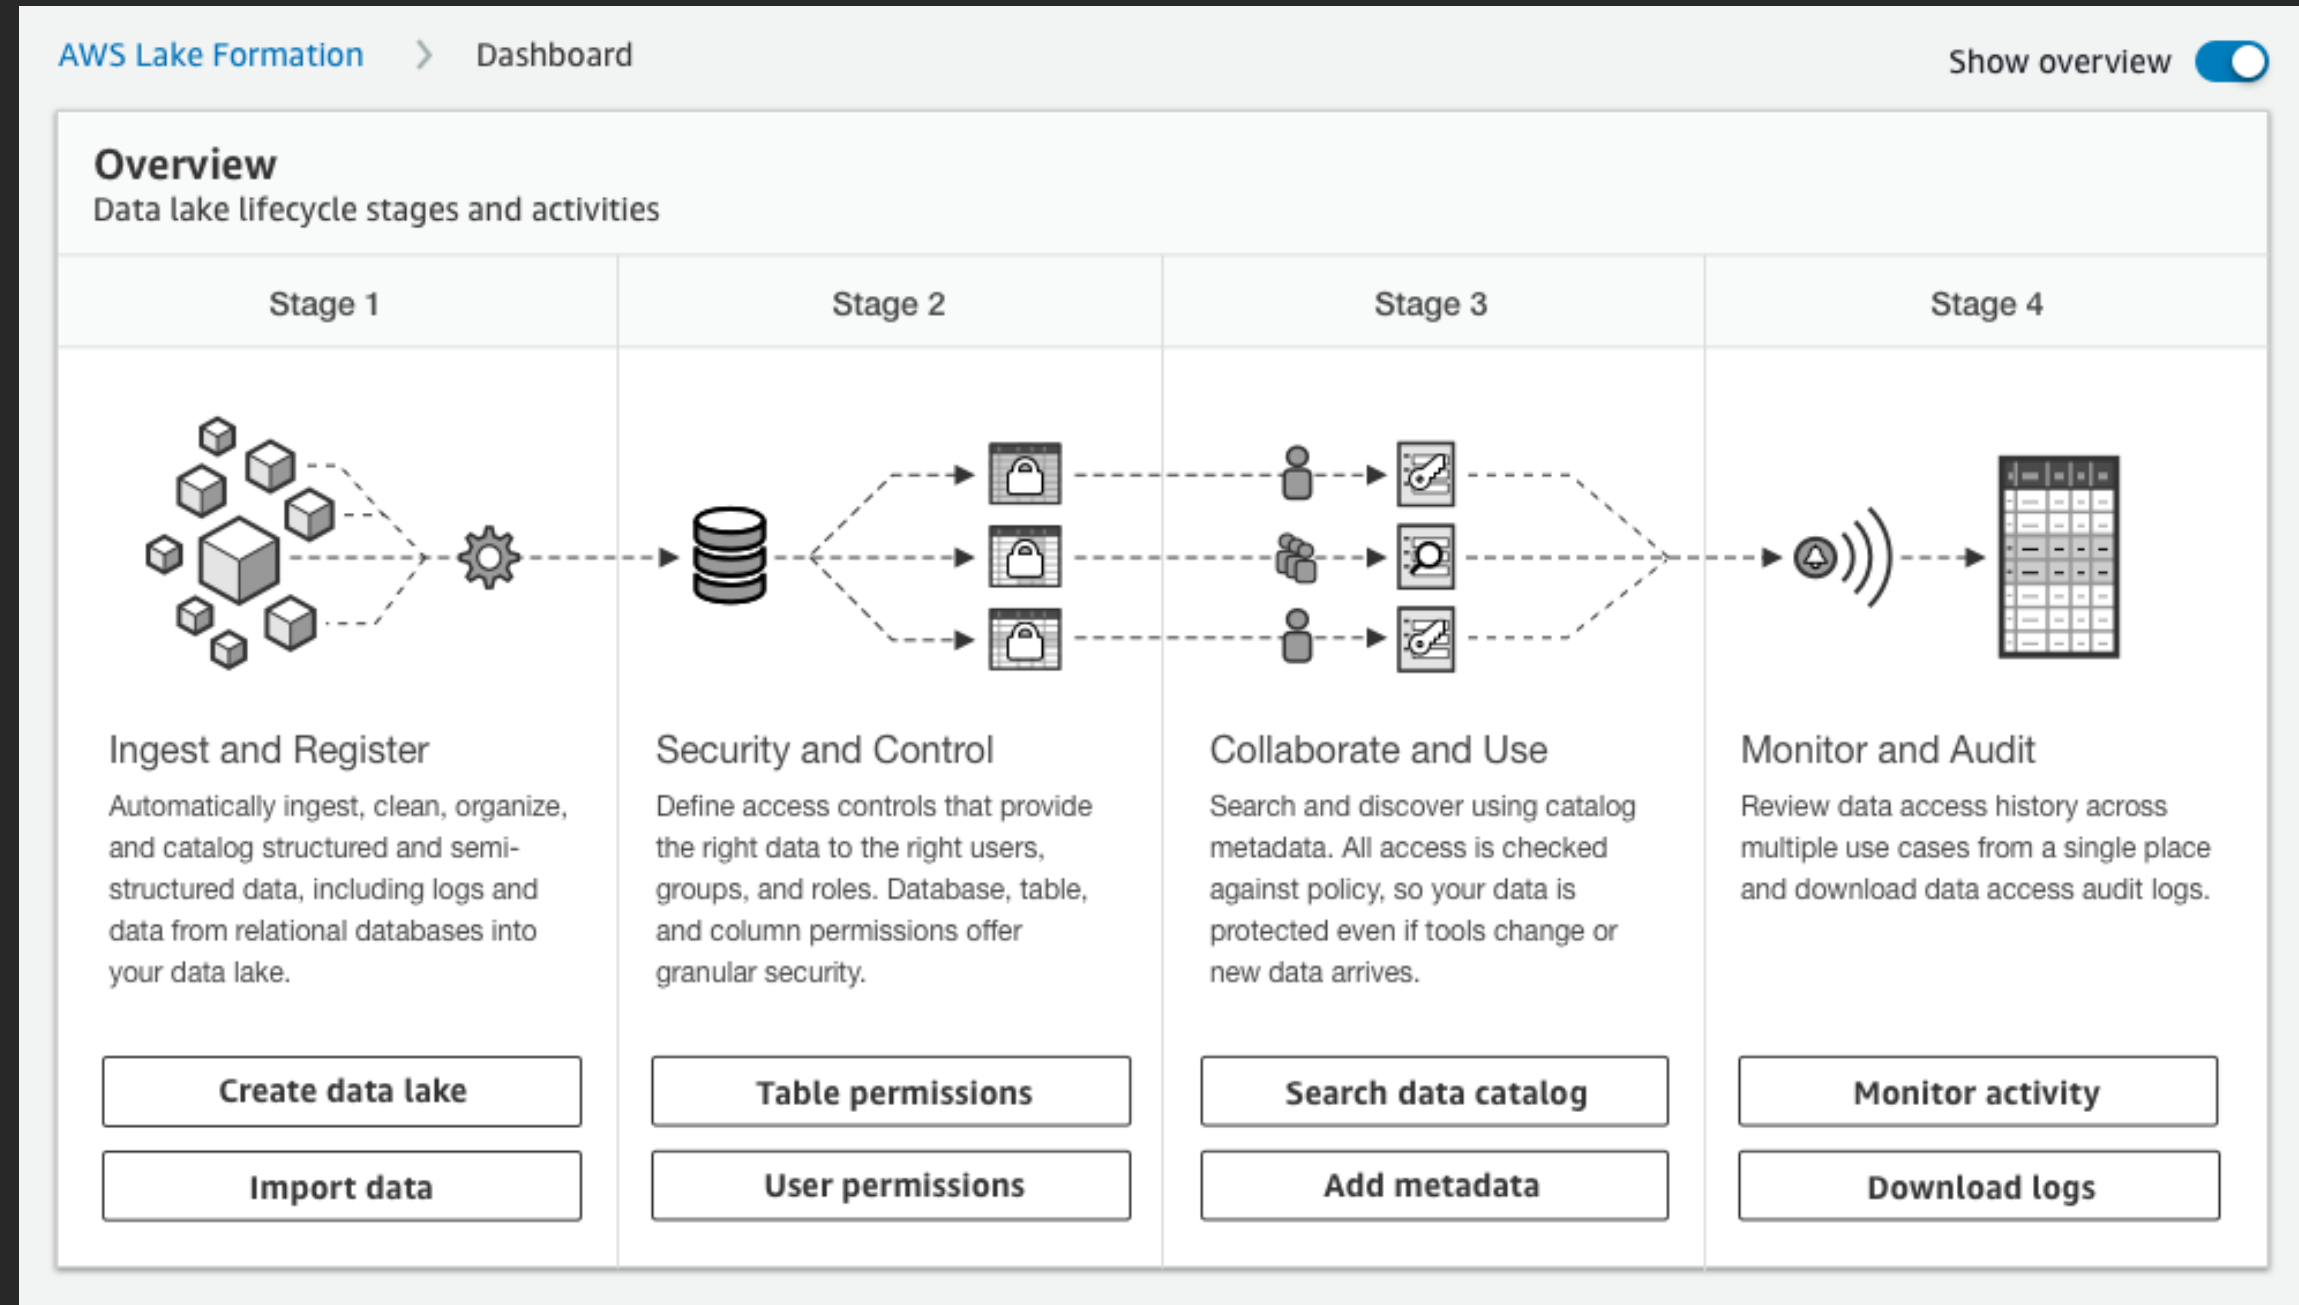 AWS Lake Formation > Dashboard
Show overview
Overview
Data lake lifecycle stages and activities
Stage 1
Stage 2
Stage 3
Stage 4
Ingest and Register
Automatically ingest, clean, organize,
and catalog structured and semi-
structured data, including logs and
data from relational databases into
your data lake.
Create data lake
Import data
Security and Control
Define access controls that provide
the right data to the right users,
groups, and roles. Database, table,
and column permissions offer
granular security.
Table permissions
User permissions
Collaborate and Use
Search and discover using catalog
metadata. All access is checked
against policy, so your data is
protected even if tools change or
new data arrives.
Search data catalog
Add metadata
Monitor and Audit
Review data access history across
multiple use cases from a single place
and download data access audit logs.
Monitor activity
Download logs